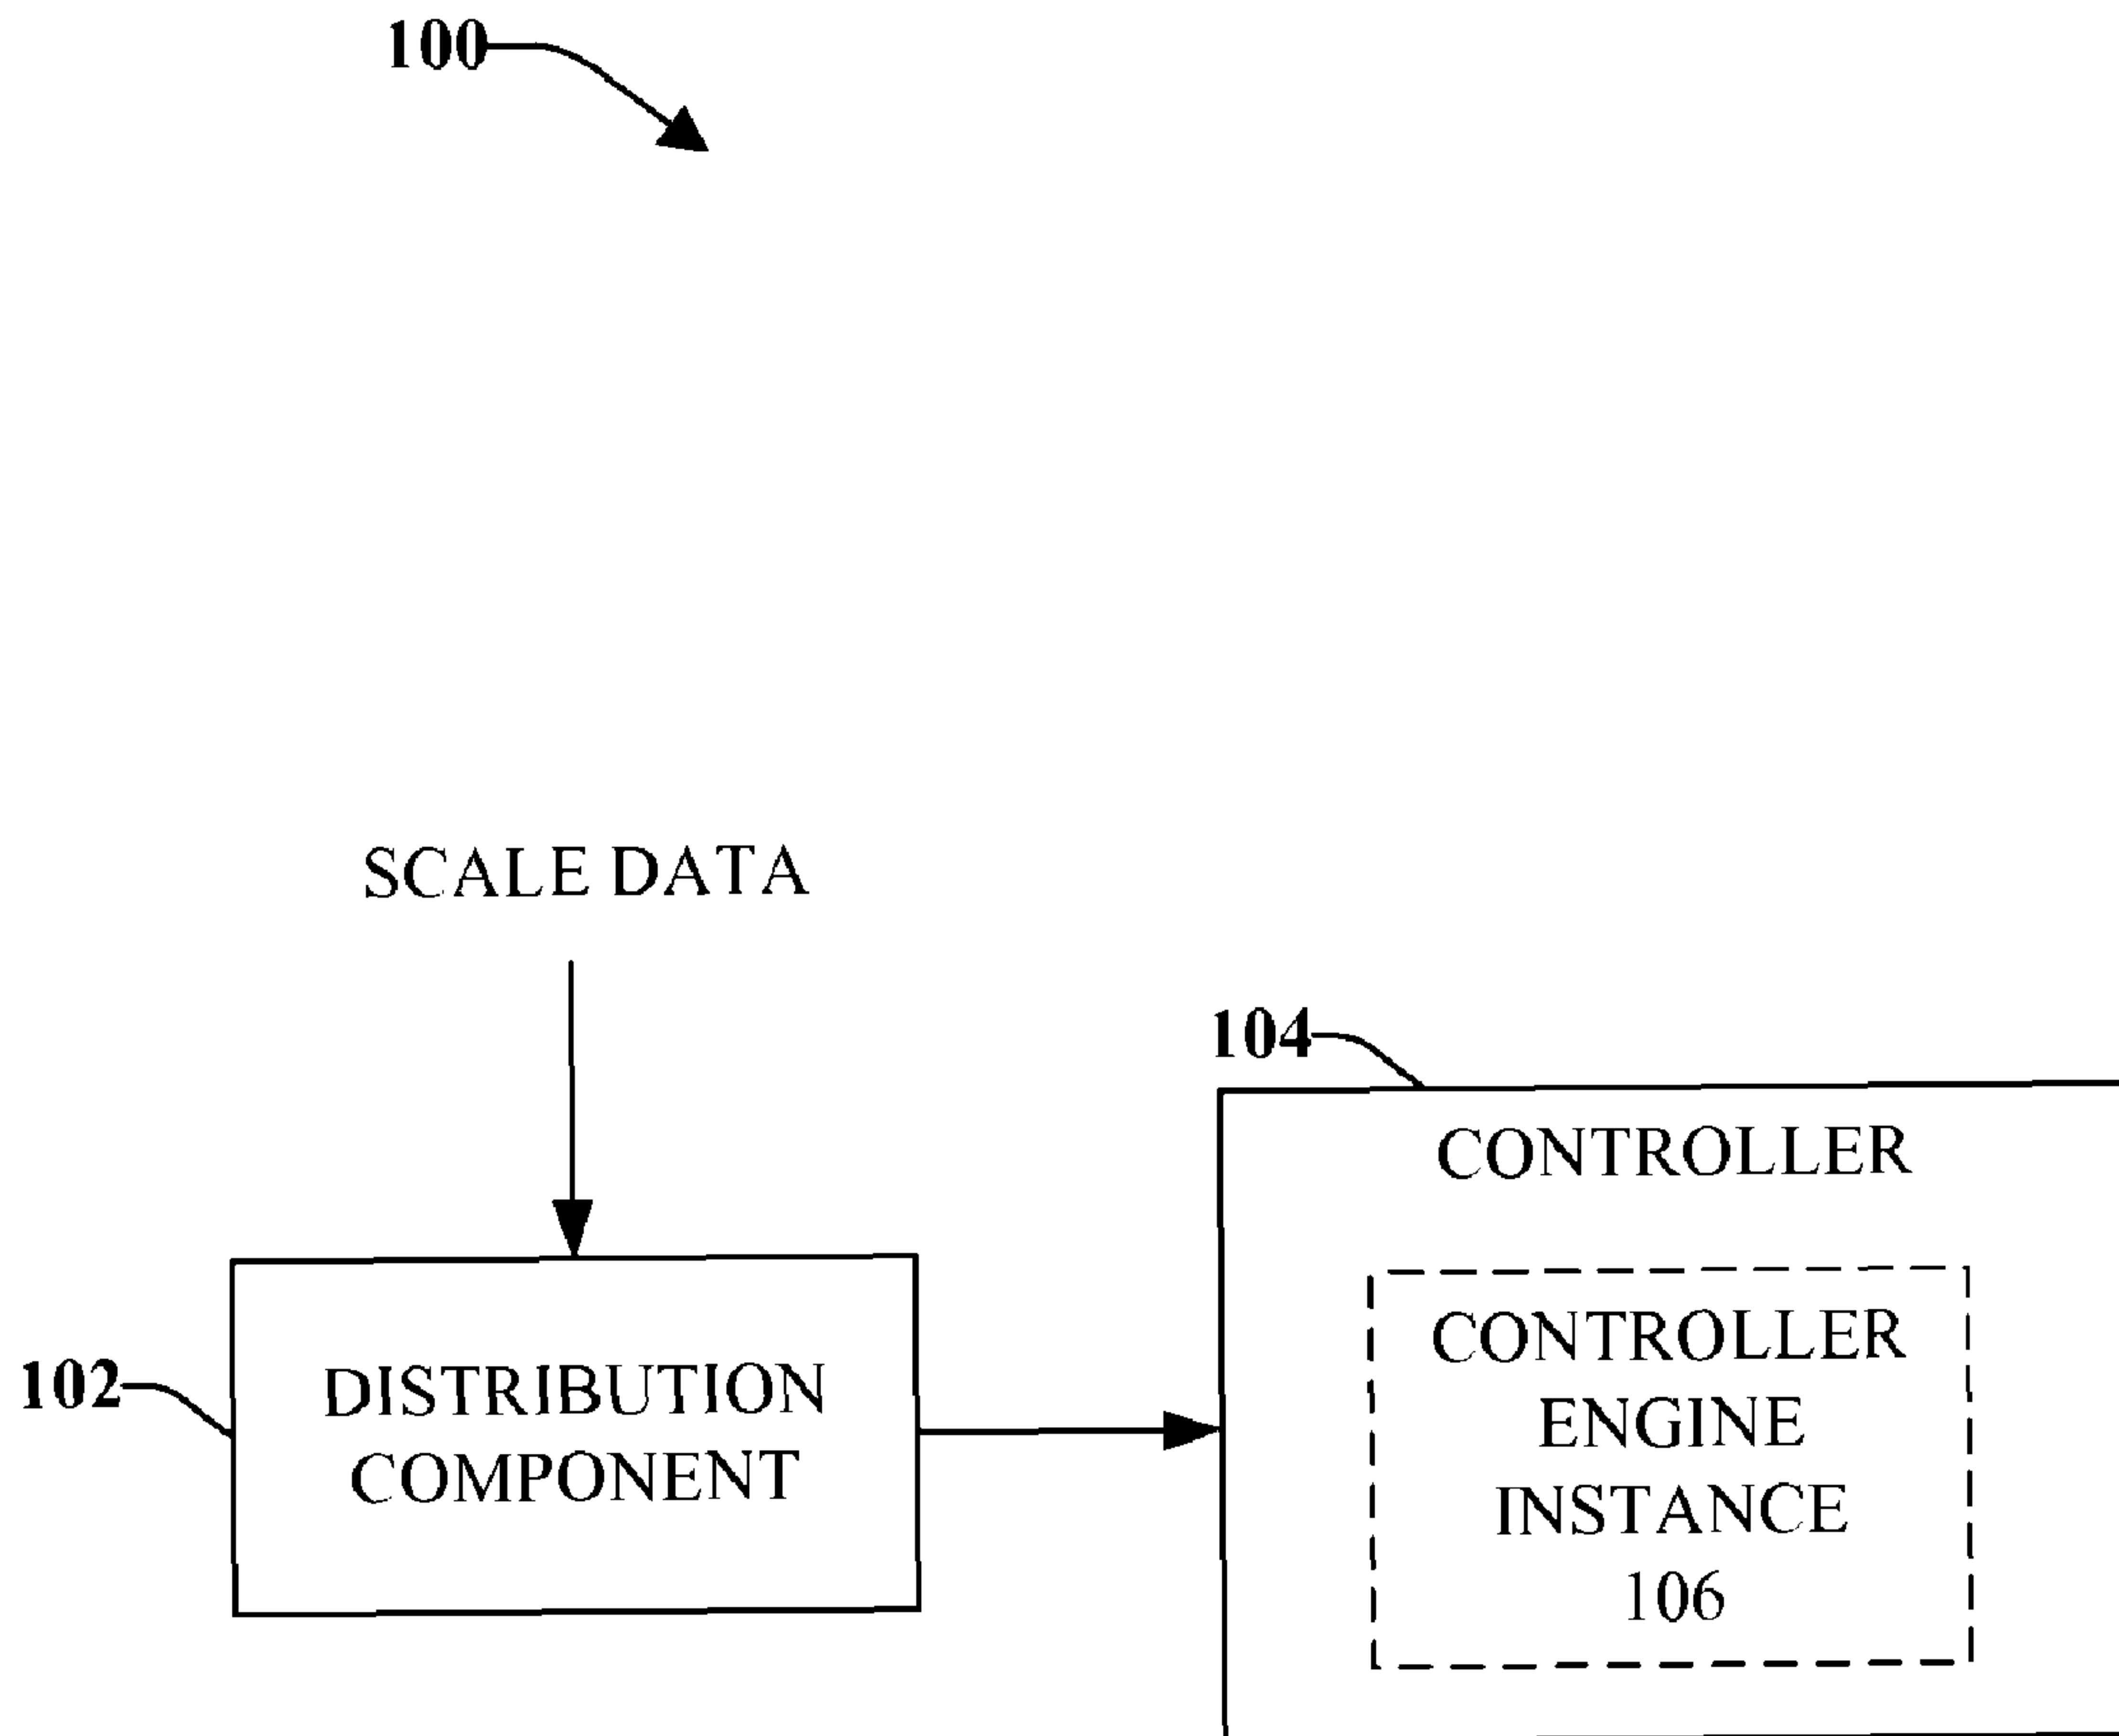 100
SCALE DATA
104
CONTROLLER
102
DISTRIBUTION
COMPONENT
CONTROLLER
ENGINE
INSTANCE
106